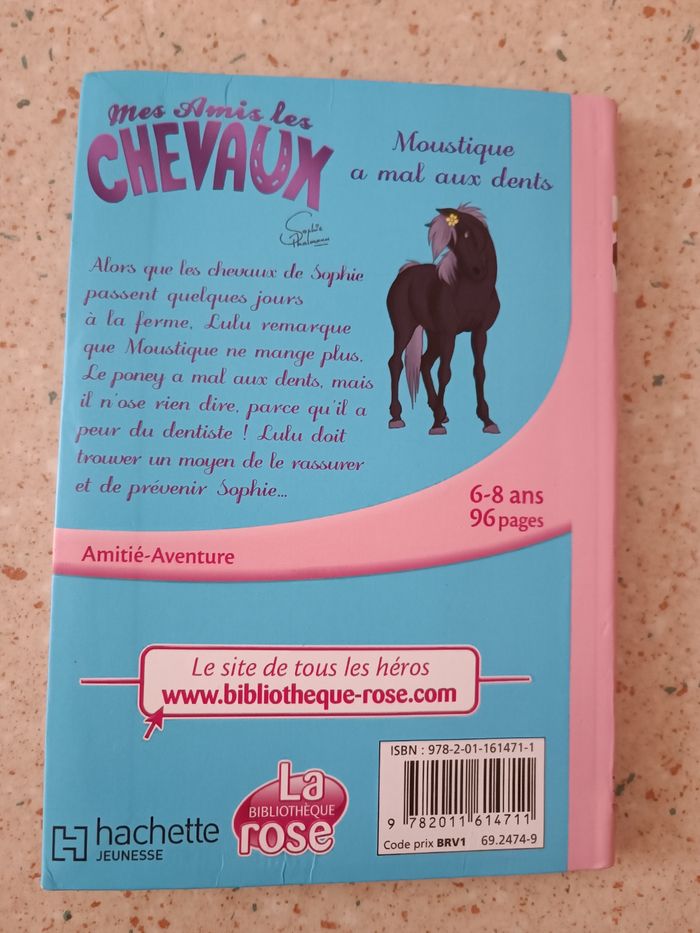 Mes Amis les
CHEVAUX
Sophie
Thalmann
Moustique
a mal aux dents
Alors que les chevaux de Sophie
passent quelques jours
à la ferme, Lulu remarque
que Moustique ne mange plus.
Le poney a mal aux dents, mais
il n'ose rien dire, parce qu'il a
peur du dentiste ! Lulu doit
trouver un moyen de le rassurer
et de prévenir Sophie...
6-8 ans
96 pages
Amitié-Aventure
Le site de tous les héros
www.bibliotheque-rose.com
La
BIBLIOTHÈQUE
rose
hachette
JEUNESSE
ISBN : 978-2-01-161471-1
9 782011 614711
Code prix BRV1 69.2474-9